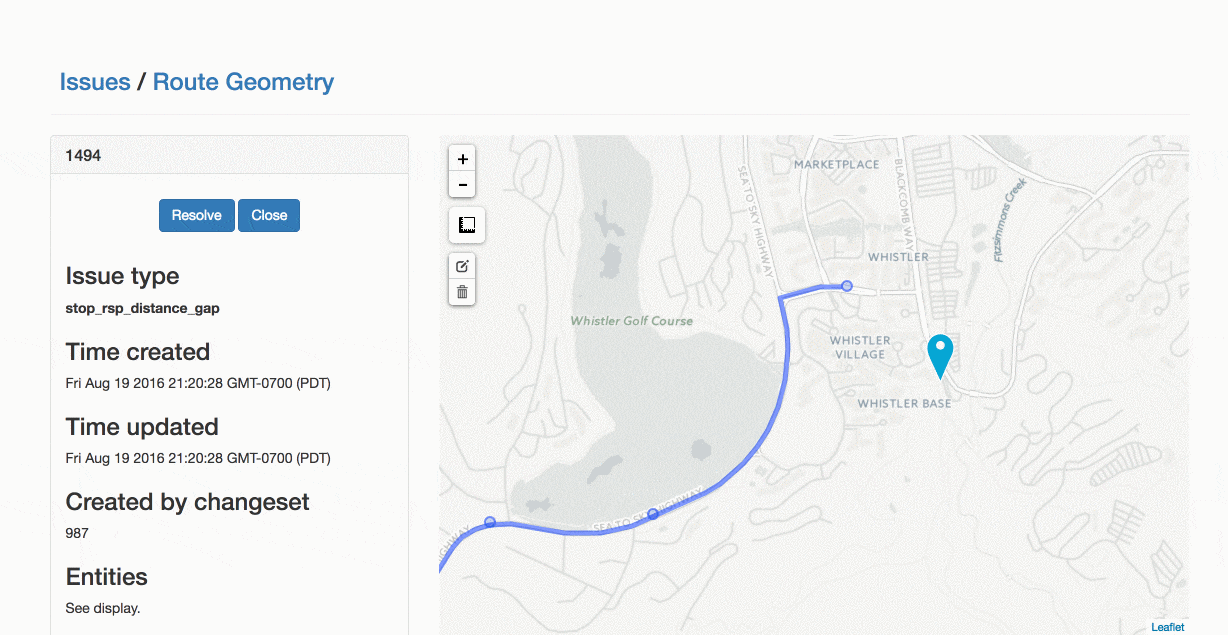 Issues / Route Geometry
1494
Resolve Close
Issue type
stop_rsp_distance_gap
Time created
Fri Aug 19 2016 21:20:28 GMT-0700 (PDT)
Time updated
Fri Aug 19 2016 21:20:28 GMT-0700 (PDT)
Created by changeset
987
Entities
See display.
+
−
MARKETPLACE
SEA TO SKY HIGHWAY
BLACKCOMB WAY
Fitzsimmons Creek
WHISTLER
Whistler Golf Course
WHISTLER
VILLAGE
WHISTLER BASE
SEA TO SKY HIGHWAY
HIGHWAY
Leaflet